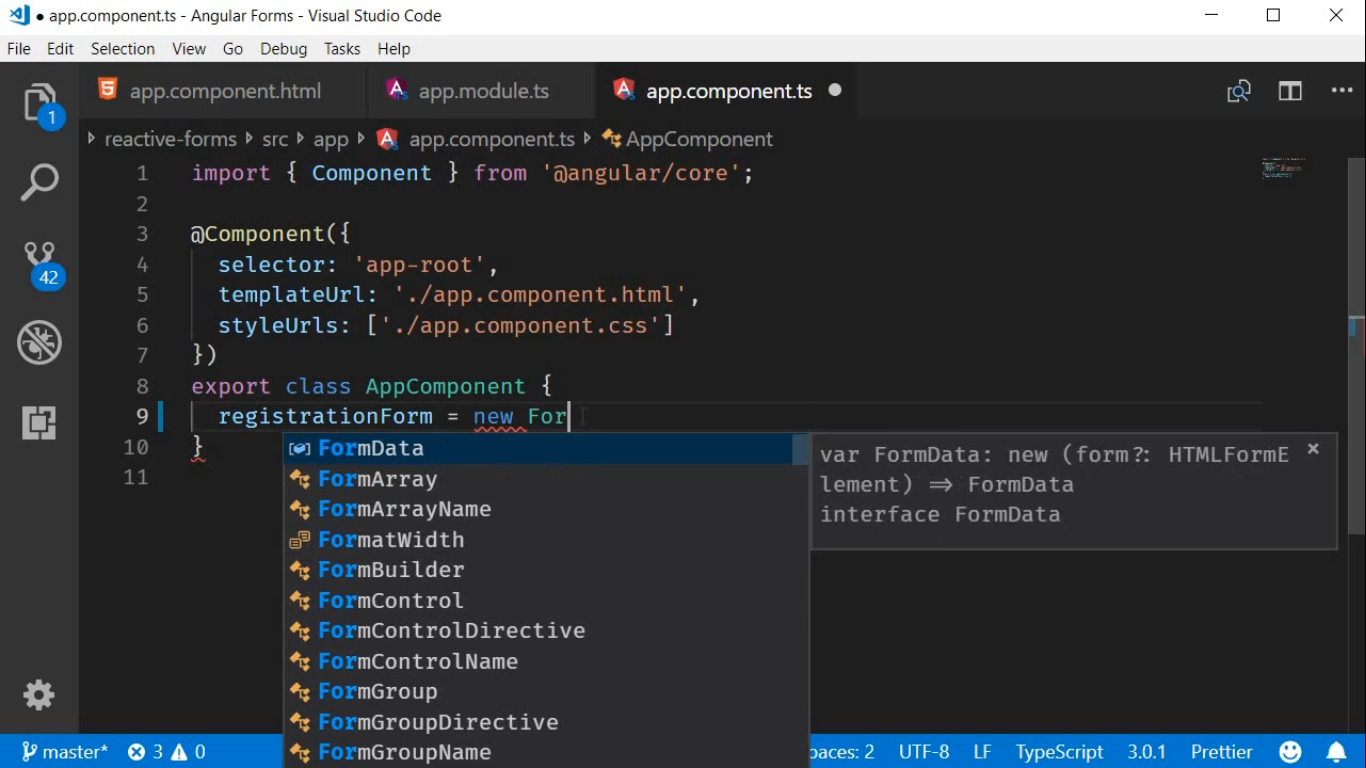 ● app.component.ts - Angular Forms - Visual Studio Code
File Edit Selection View Go Debug Tasks Help
app.component.html app.module.ts app.component.ts ●
1
reactive-forms src app app.component.ts AppComponent
1 import { Component } from '@angular/core';
2
3 @Component({
4 selector: 'app-root',
5 templateUrl: './app.component.html',
6 styleUrls: ['./app.component.css']
7 })
8 export class AppComponent {
9 registrationForm = new For
10 }
11
42
FormData
FormArray
FormArrayName
FormatWidth
FormBuilder
FormControl
FormControlDirective
FormControlName
FormGroup
FormGroupDirective
FormGroupName
var FormData: new (form?: HTMLFormE
lement) => FormData
interface FormData
master* 3 0 paces: 2 UTF-8 LF TypeScript 3.0.1 Prettier